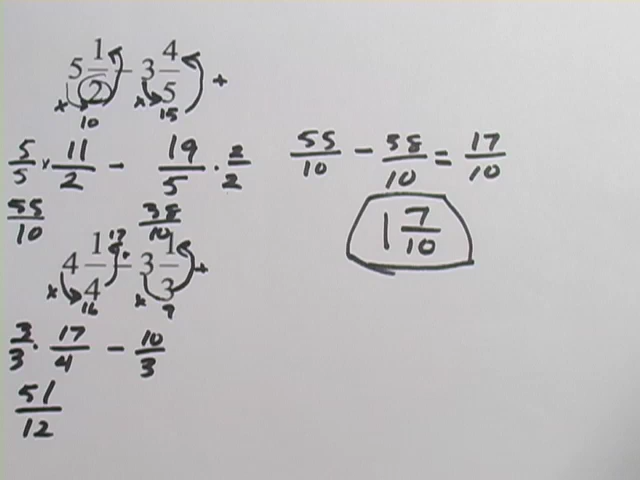 5 1/2 - 3 4/5 +
× 10 × 15
5/5 × 11/2 - 19/5 · 2/2
55/10 38/10
55/10 - 38/10 = 17/10
1 7/10
4 1/4 - 3 1/3 +
17
× 16 × 9
3/3 · 17/4 - 10/3
51/12